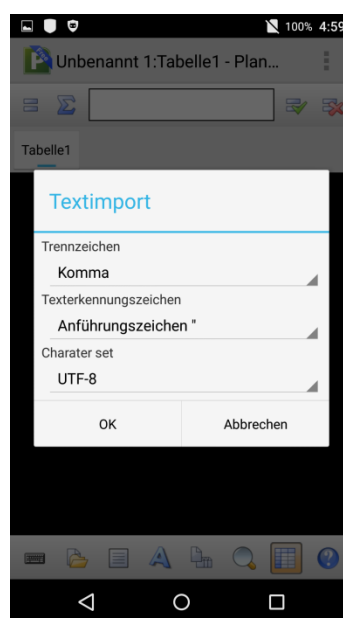 100% 4:59
Unbenannt 1:Tabelle1 - Plan...
Tabelle1
Textimport
Trennzeichen
Komma
Texterkennungszeichen
Anführungszeichen "
Charater set
UTF-8
OK Abbrechen